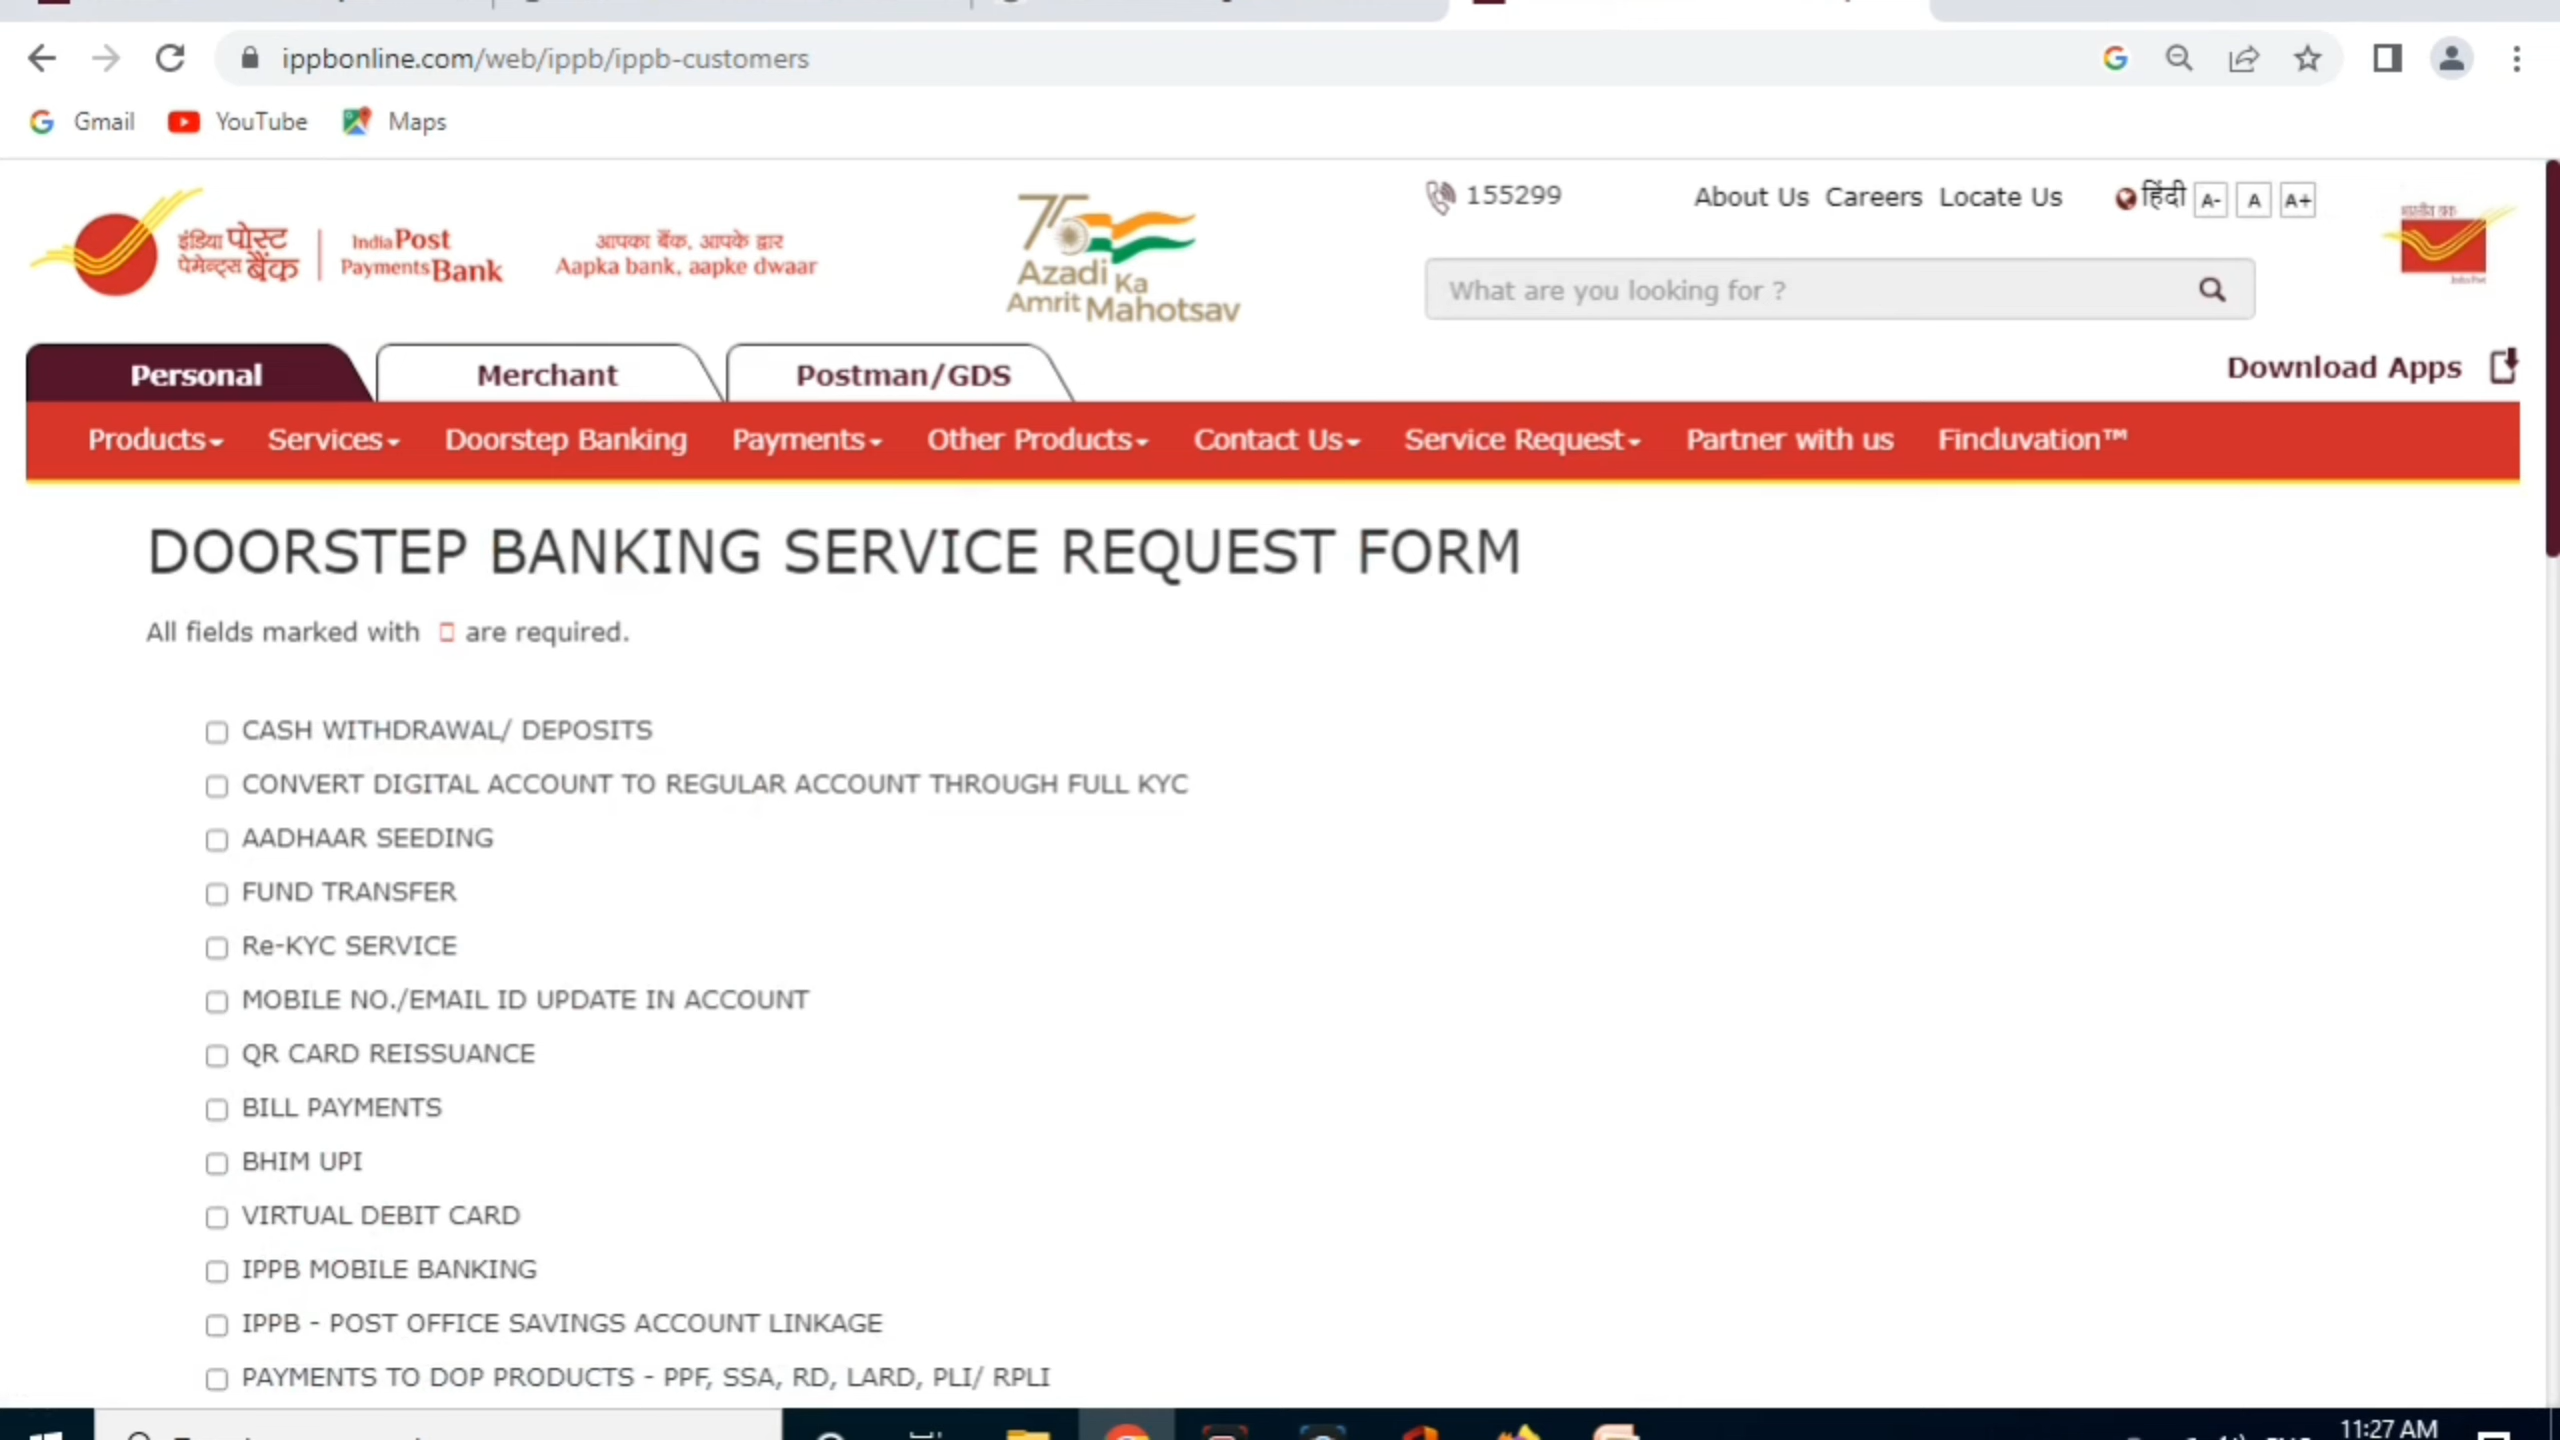 ippbonline.com/web/ippb/ippb-customers
Gmail YouTube Maps
इंडिया पोस्ट
पेमेन्ट्स बैंक
India Post
Payments Bank
आपका बैंक, आपके द्वार
Aapka bank, aapke dwaar
75
Azadi Ka
Amrit Mahotsav
155299
About Us Careers Locate Us
हिंदी A- A A+
What are you looking for ?
Personal Merchant Postman/GDS
Download Apps
Products Services Doorstep Banking Payments Other Products Contact Us Service Request Partner with us Fincluvation™
DOORSTEP BANKING SERVICE REQUEST FORM
All fields marked with are required.
CASH WITHDRAWAL/ DEPOSITS
CONVERT DIGITAL ACCOUNT TO REGULAR ACCOUNT THROUGH FULL KYC
AADHAAR SEEDING
FUND TRANSFER
Re-KYC SERVICE
MOBILE NO./EMAIL ID UPDATE IN ACCOUNT
QR CARD REISSUANCE
BILL PAYMENTS
BHIM UPI
VIRTUAL DEBIT CARD
IPPB MOBILE BANKING
IPPB - POST OFFICE SAVINGS ACCOUNT LINKAGE
PAYMENTS TO DOP PRODUCTS - PPF, SSA, RD, LARD, PLI/ RPLI
11:27 AM